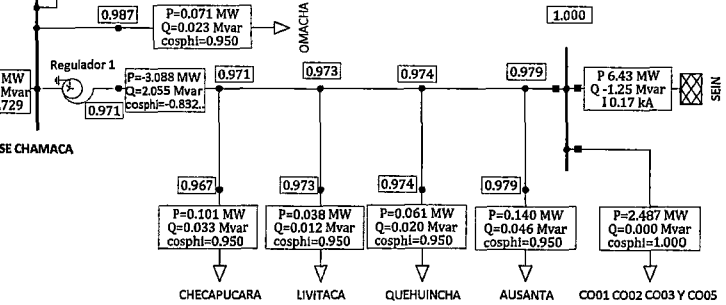 0.987
P=0.071 MW
Q=0.023 Mvar
cosphi=0.950
OMACHA
1.000
MW
Mvar
.729
Regulador 1
0.971
P=-3.088 MW
Q=2.055 Mvar
cosphi=-0.832..
0.971
0.973
0.974
0.979
P 6.43 MW
Q -1.25 Mvar
I 0.17 kA
SEIN
SE CHAMACA
0.967
0.973
0.974
0.979
P=0.101 MW
Q=0.033 Mvar
cosphi=0.950
P=0.038 MW
Q=0.012 Mvar
cosphi=0.950
P=0.061 MW
Q=0.020 Mvar
cosphi=0.950
P=0.140 MW
Q=0.046 Mvar
cosphi=0.950
P=2.487 MW
Q=0.000 Mvar
cosphi=1.000
CHECAPUCARA
LIVITACA
QUEHUINCHA
AUSANTA
CO01 CO02 CO03 Y CO05